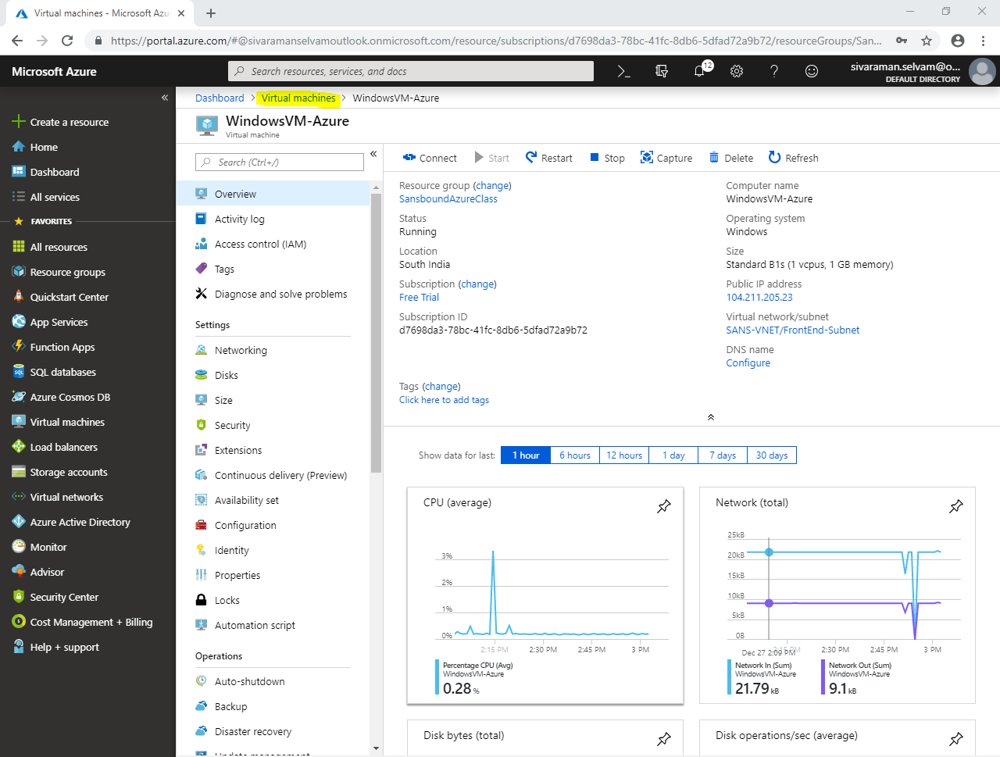 Virtual machines - Microsoft Azu
https://portal.azure.com/#@sivaramanselvamoutlook.onmicrosoft.com/resource/subscriptions/d7698da3-78bc-41fc-8db6-5dfad72a9b72/resourceGroups/San...
Microsoft Azure
Search resources, services, and docs
12
sivaraman.selvam@o...
DEFAULT DIRECTORY
Create a resource
Home
Dashboard
All services
FAVORITES
All resources
Resource groups
Quickstart Center
App Services
Function Apps
SQL databases
Azure Cosmos DB
Virtual machines
Load balancers
Storage accounts
Virtual networks
Azure Active Directory
Monitor
Advisor
Security Center
Cost Management + Billing
Help + support
Dashboard > Virtual machines > WindowsVM-Azure
WindowsVM-Azure
Virtual machine
Search (Ctrl+/)
Overview
Activity log
Access control (IAM)
Tags
Diagnose and solve problems
Settings
Networking
Disks
Size
Security
Extensions
Continuous delivery (Preview)
Availability set
Configuration
Identity
Properties
Locks
Automation script
Operations
Auto-shutdown
Backup
Disaster recovery
Update management
Connect Start Restart Stop Capture Delete Refresh
Resource group (change)
SansboundAzureClass
Status
Running
Location
South India
Subscription (change)
Free Trial
Subscription ID
d7698da3-78bc-41fc-8db6-5dfad72a9b72
Computer name
WindowsVM-Azure
Operating system
Windows
Size
Standard B1s (1 vcpus, 1 GB memory)
Public IP address
104.211.205.23
Virtual network/subnet
SANS-VNET/FrontEnd-Subnet
DNS name
Configure
Tags (change)
Click here to add tags
Show data for last: 1 hour 6 hours 12 hours 1 day 7 days 30 days
CPU (average)
3%
2%
1%
0%
2:15 PM 2:30 PM 2:45 PM 3 PM
Percentage CPU (Avg)
WindowsVM-Azure
0.28 %
Network (total)
25kB
20kB
15kB
10kB
5kB
0B
Dec 27 2:09 PM 2:15 PM 2:30 PM 2:45 PM 3 PM
Network In (Sum)
WindowsVM-Azure
21.79 kB
Network Out (Sum)
WindowsVM-Azure
9.1 kB
Disk bytes (total)
Disk operations/sec (average)